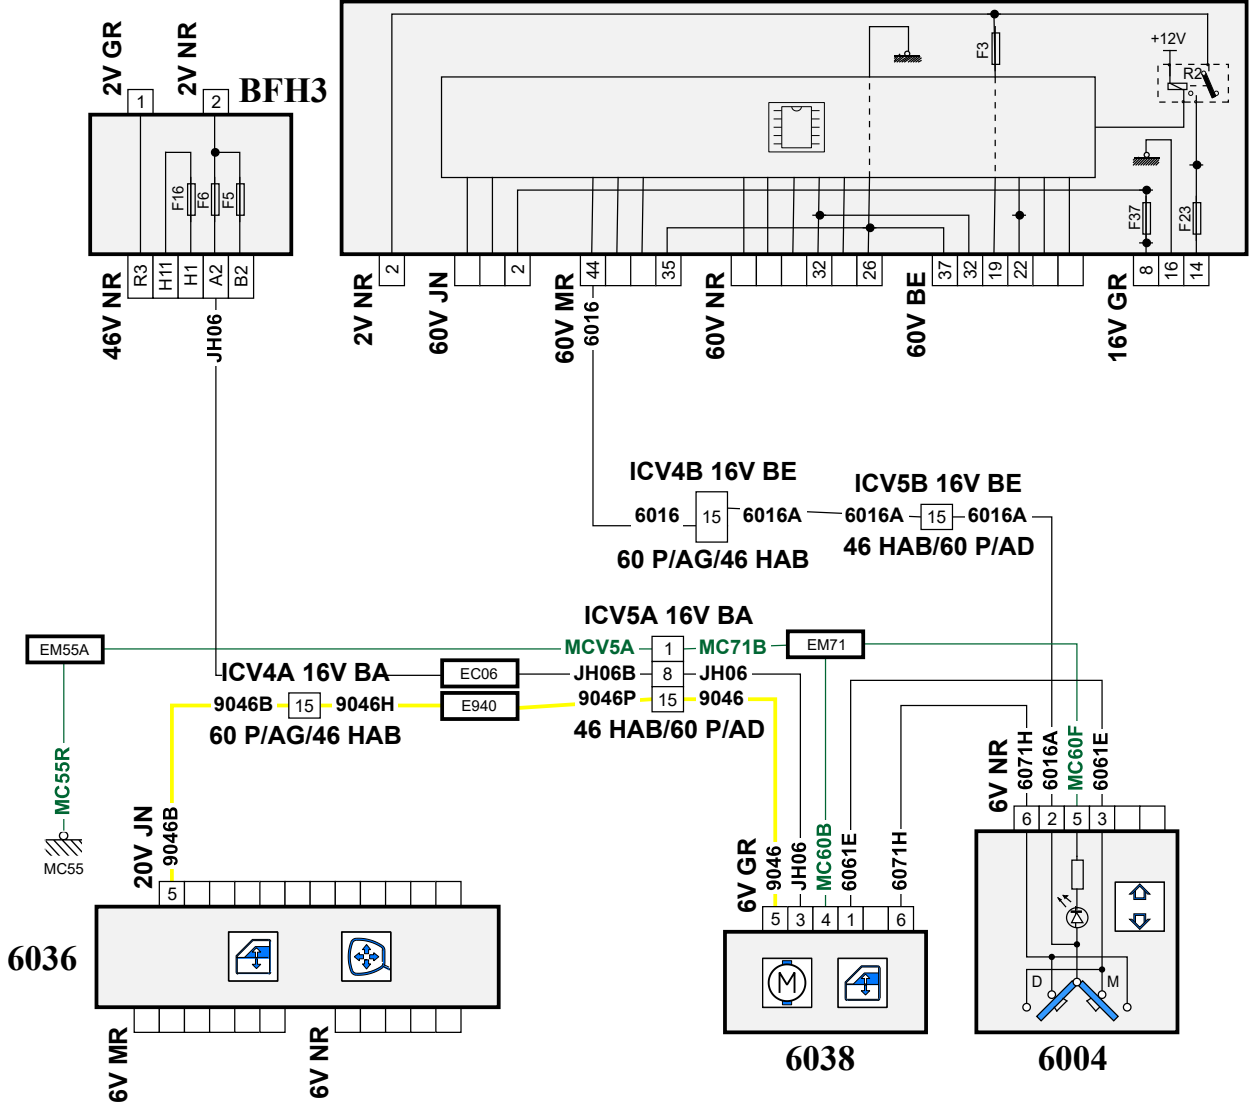 2V GR
2V NR
1
2
BFH3
F16
F6
F5
46V NR
R3
H11
H1
A2
B2
JH06
F3
+12V
R2
F37
F23
2V NR
2
60V JN
2
60V MR
44
35
6016
60V NR
32
26
60V BE
37
32
19
22
16V GR
8
16
14
ICV4B 16V BE
6016
15
6016A
60 P/AG/46 HAB
ICV5B 16V BE
6016A
15
6016A
46 HAB/60 P/AD
ICV5A 16V BA
EM55A
MCV5A
1
MC71B
EM71
ICV4A 16V BA
EC06
JH06B
8
JH06
9046B
15
9046H
E940
9046P
15
9046
60 P/AG/46 HAB
46 HAB/60 P/AD
MC55R
MC55
20V JN
9046B
5
6036
6V MR
6V NR
6V GR
9046
JH06
MC60B
6061E
6071H
5
3
4
1
6
M
6038
6V NR
6071H
6016A
MC60F
6061E
6
2
5
3
D
M
6004